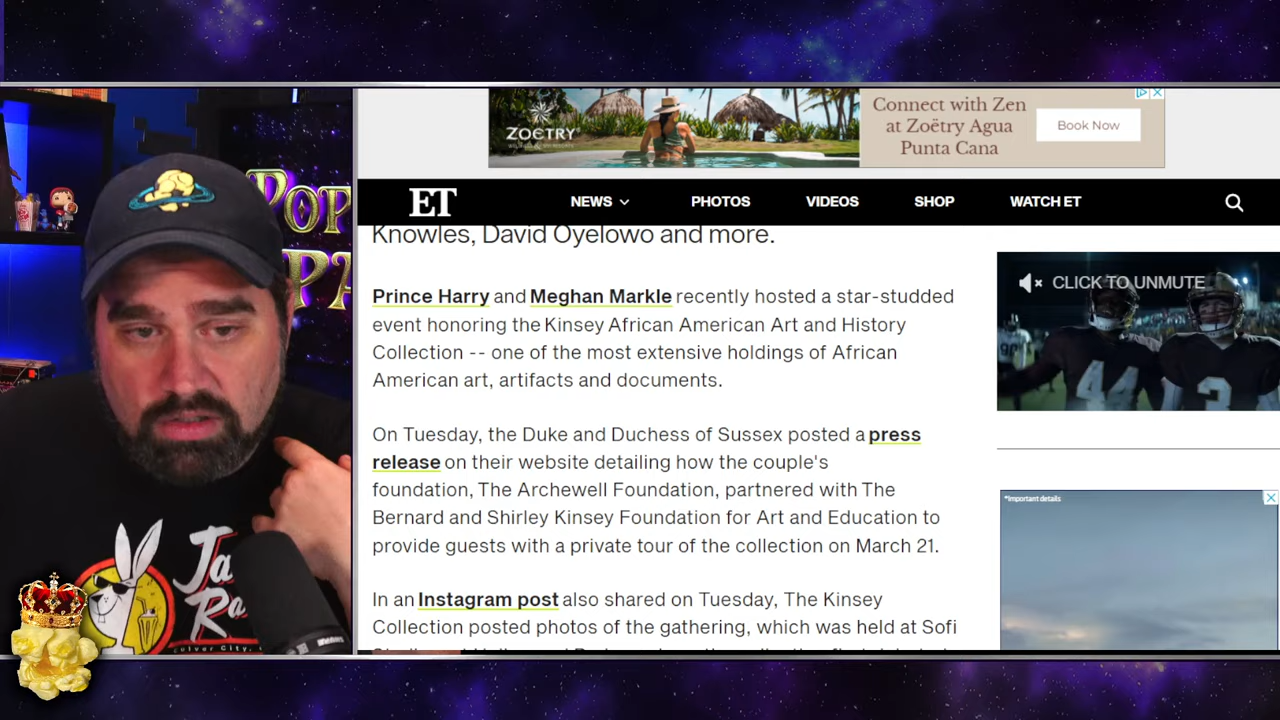 ZOËTRY
Connect with Zen
at Zoëtry Agua
Punta Cana
Book Now
ET
NEWS
PHOTOS
VIDEOS
SHOP
WATCH ET
Knowles, David Oyelowo and more.
Prince Harry and Meghan Markle recently hosted a star-studded
event honoring the Kinsey African American Art and History
Collection -- one of the most extensive holdings of African
American art, artifacts and documents.
On Tuesday, the Duke and Duchess of Sussex posted a press
release on their website detailing how the couple's
foundation, The Archewell Foundation, partnered with The
Bernard and Shirley Kinsey Foundation for Art and Education to
provide guests with a private tour of the collection on March 21.
In an Instagram post also shared on Tuesday, The Kinsey
Collection posted photos of the gathering, which was held at Sofi
CLICK TO UNMUTE
44
3
*Important details
POP
Ja
Ra